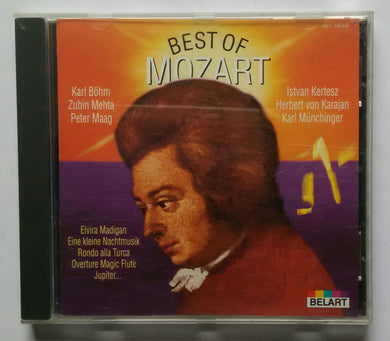 BEST OF
MOZART
Karl Böhm
Zubin Mehta
Peter Maag
Istvan Kertesz
Herbert von Karajan
Karl Münchinger
Elvira Madigan
Eine kleine Nachtmusik
Rondo alla Turca
Overture Magic Flute
Jupiter...
BELART